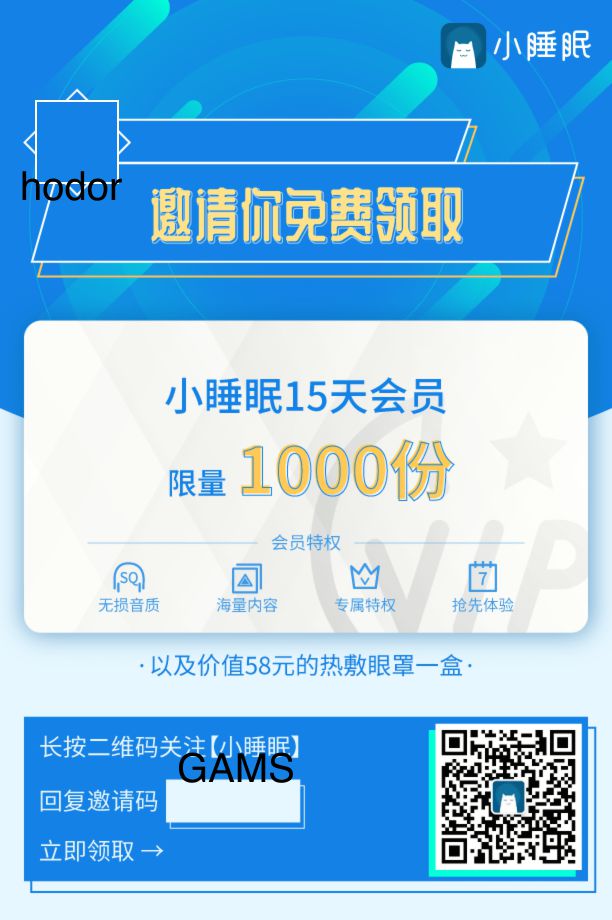 小睡眠
hodor
邀请你免费领取
小睡眠15天会员
限量 1000份
会员特权
SQ
7
无损音质 海量内容 专属特权 抢先体验
VIP
·以及价值58元的热敷眼罩一盒·
长按二维码关注【小睡眠】
GAMS
回复邀请码
立即领取 →